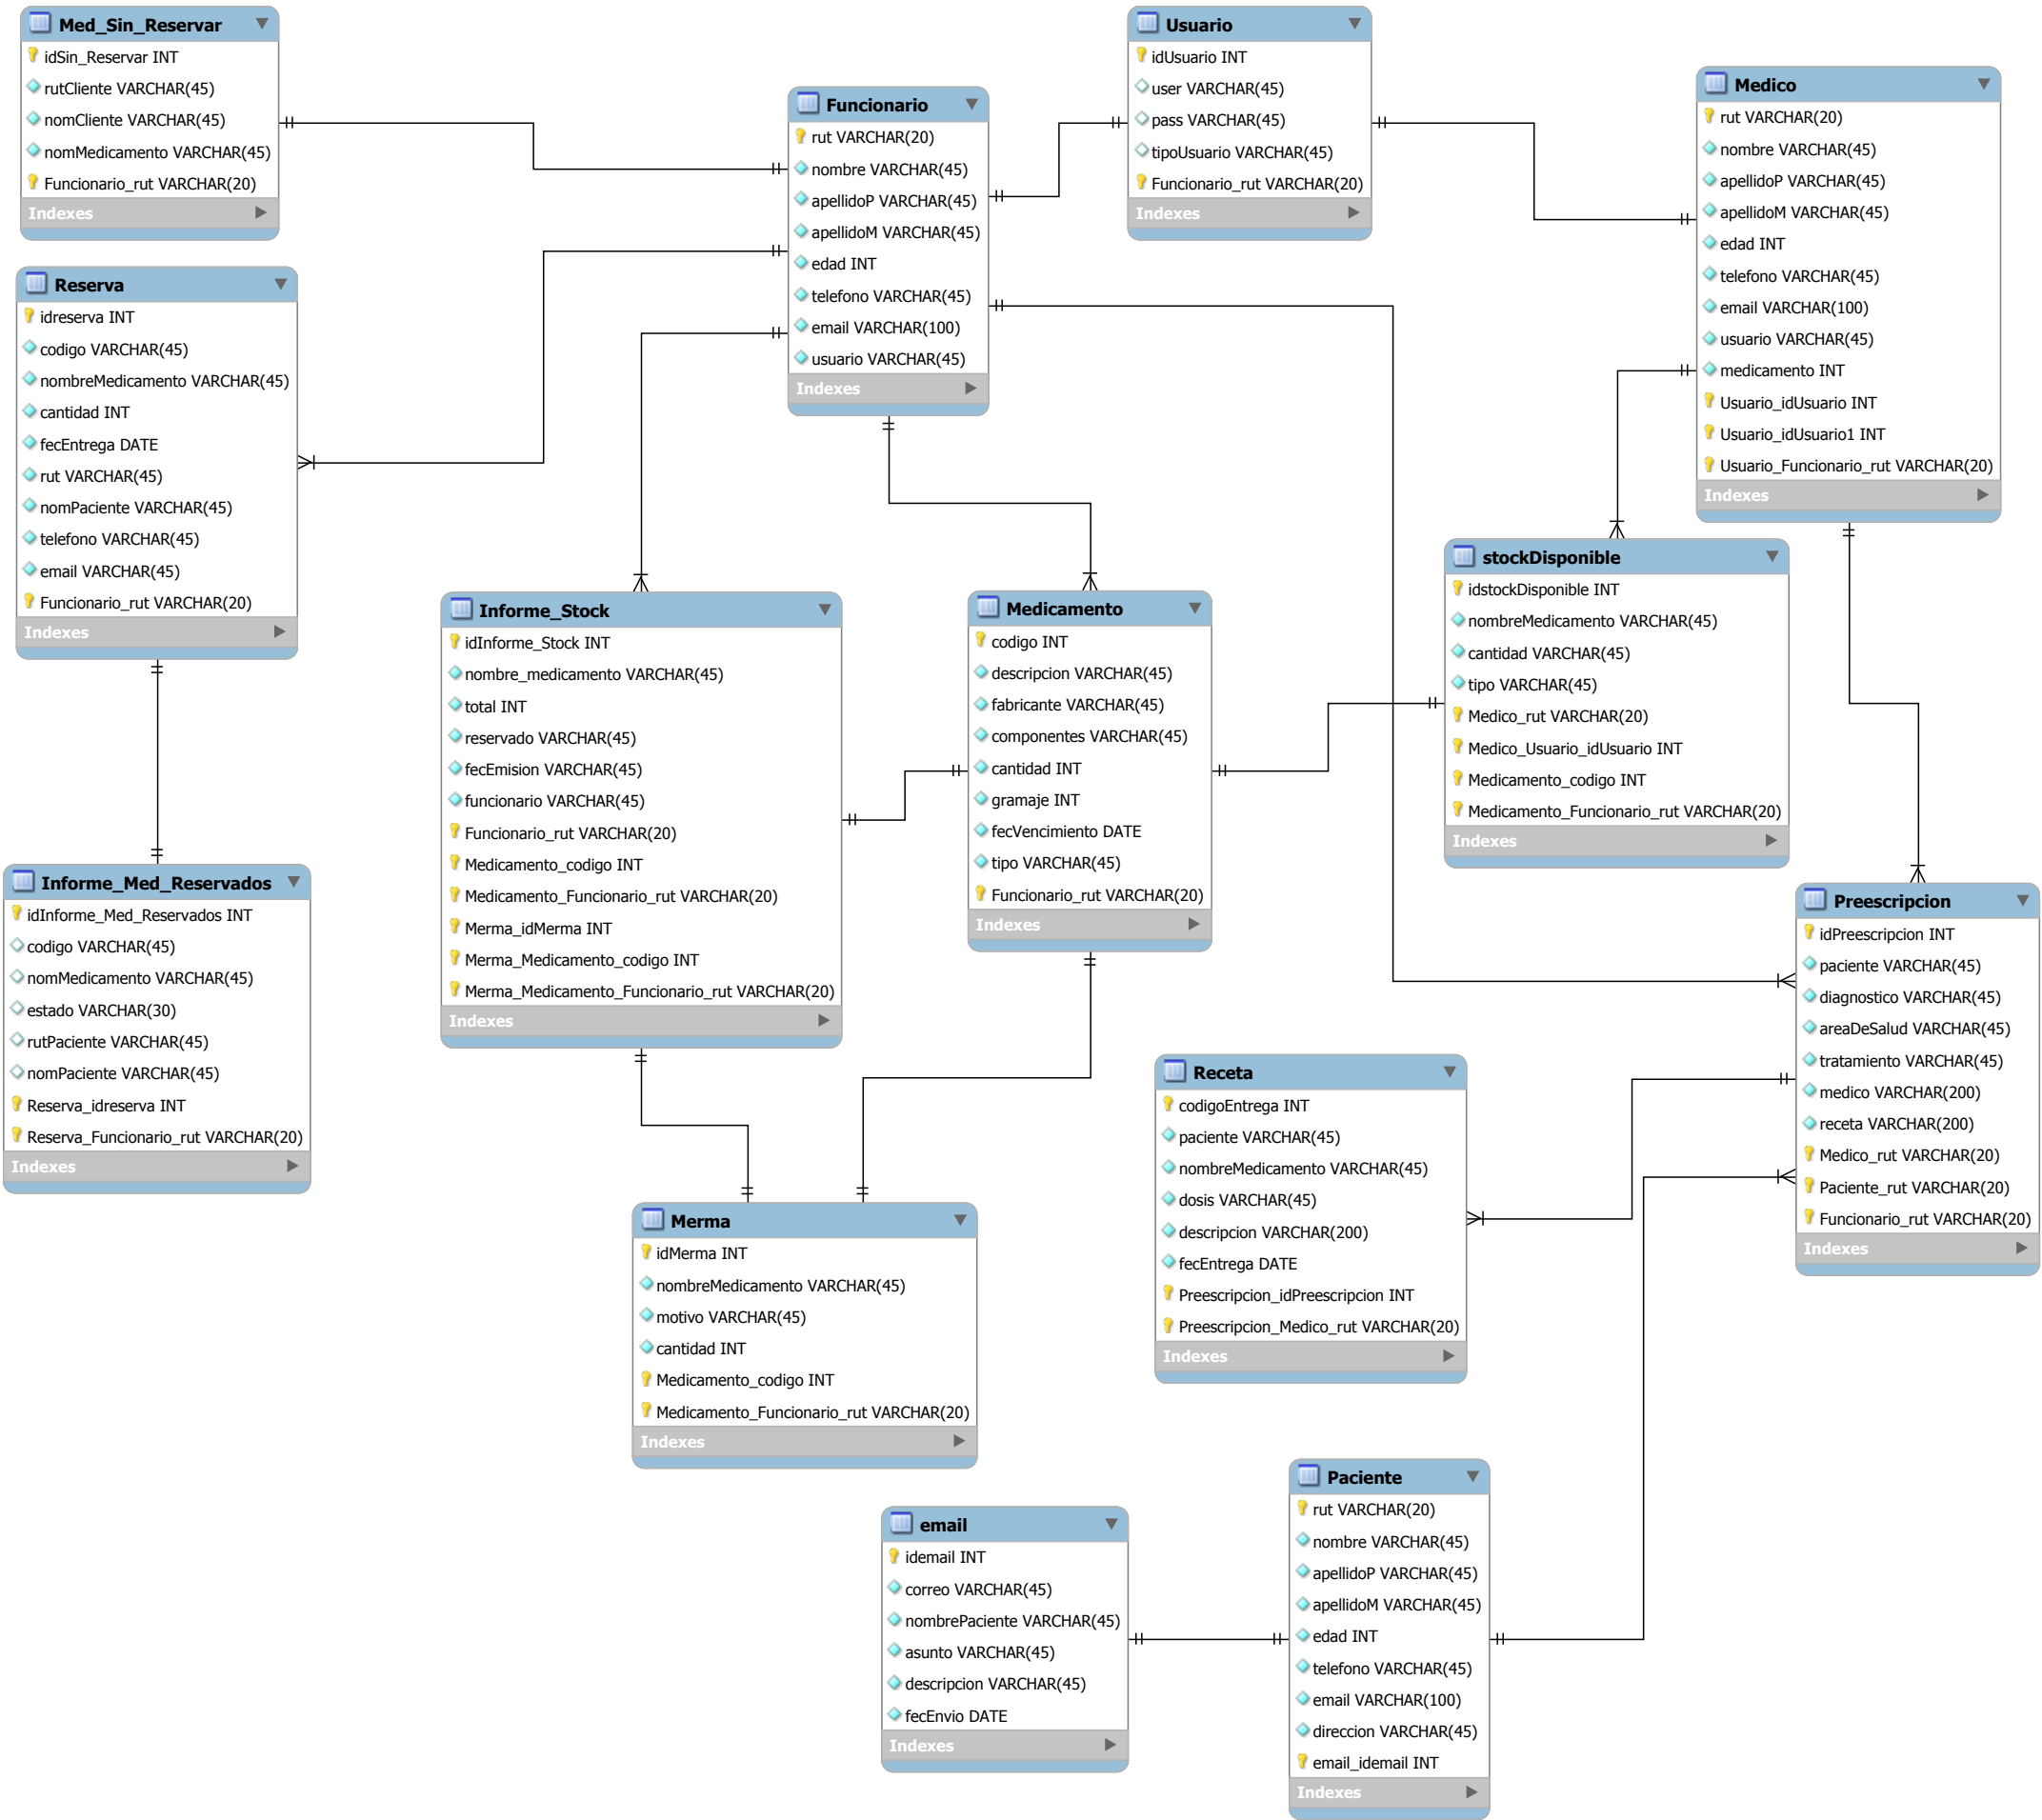 Med_Sin_Reservar
idSin_Reservar INT
rutCliente VARCHAR(45)
nomCliente VARCHAR(45)
nomMedicamento VARCHAR(45)
Funcionario_rut VARCHAR(20)
Indexes
Usuario
idUsuario INT
user VARCHAR(45)
pass VARCHAR(45)
tipoUsuario VARCHAR(45)
Funcionario_rut VARCHAR(20)
Indexes
Medico
rut VARCHAR(20)
nombre VARCHAR(45)
apellidoP VARCHAR(45)
apellidoM VARCHAR(45)
edad INT
telefono VARCHAR(45)
email VARCHAR(100)
usuario VARCHAR(45)
medicamento INT
Usuario_idUsuario INT
Usuario_idUsuario1 INT
Usuario_Funcionario_rut VARCHAR(20)
Indexes
Funcionario
rut VARCHAR(20)
nombre VARCHAR(45)
apellidoP VARCHAR(45)
apellidoM VARCHAR(45)
edad INT
telefono VARCHAR(45)
email VARCHAR(100)
usuario VARCHAR(45)
Indexes
Reserva
idreserva INT
codigo VARCHAR(45)
nombreMedicamento VARCHAR(45)
cantidad INT
fecEntrega DATE
rut VARCHAR(45)
nomPaciente VARCHAR(45)
telefono VARCHAR(45)
email VARCHAR(45)
Funcionario_rut VARCHAR(20)
Indexes
Informe_Stock
idInforme_Stock INT
nombre_medicamento VARCHAR(45)
total INT
reservado VARCHAR(45)
fecEmision VARCHAR(45)
funcionario VARCHAR(45)
Funcionario_rut VARCHAR(20)
Medicamento_codigo INT
Medicamento_Funcionario_rut VARCHAR(20)
Merma_idMerma INT
Merma_Medicamento_codigo INT
Merma_Medicamento_Funcionario_rut VARCHAR(20)
Indexes
Medicamento
codigo INT
descripcion VARCHAR(45)
fabricante VARCHAR(45)
componentes VARCHAR(45)
cantidad INT
gramaje INT
fecVencimiento DATE
tipo VARCHAR(45)
Funcionario_rut VARCHAR(20)
Indexes
stockDisponible
idstockDisponible INT
nombreMedicamento VARCHAR(45)
cantidad VARCHAR(45)
tipo VARCHAR(45)
Medico_rut VARCHAR(20)
Medico_Usuario_idUsuario INT
Medicamento_codigo INT
Medicamento_Funcionario_rut VARCHAR(20)
Indexes
Informe_Med_Reservados
idInforme_Med_Reservados INT
codigo VARCHAR(45)
nomMedicamento VARCHAR(45)
estado VARCHAR(30)
rutPaciente VARCHAR(45)
nomPaciente VARCHAR(45)
Reserva_idreserva INT
Reserva_Funcionario_rut VARCHAR(20)
Indexes
Preescripcion
idPreescripcion INT
paciente VARCHAR(45)
diagnostico VARCHAR(45)
areaDeSalud VARCHAR(45)
tratamiento VARCHAR(45)
medico VARCHAR(200)
receta VARCHAR(200)
Medico_rut VARCHAR(20)
Paciente_rut VARCHAR(20)
Funcionario_rut VARCHAR(20)
Indexes
Receta
codigoEntrega INT
paciente VARCHAR(45)
nombreMedicamento VARCHAR(45)
dosis VARCHAR(45)
descripcion VARCHAR(200)
fecEntrega DATE
Preescripcion_idPreescripcion INT
Preescripcion_Medico_rut VARCHAR(20)
Indexes
Merma
idMerma INT
nombreMedicamento VARCHAR(45)
motivo VARCHAR(45)
cantidad INT
Medicamento_codigo INT
Medicamento_Funcionario_rut VARCHAR(20)
Indexes
Paciente
rut VARCHAR(20)
nombre VARCHAR(45)
apellidoP VARCHAR(45)
apellidoM VARCHAR(45)
edad INT
telefono VARCHAR(45)
email VARCHAR(100)
direccion VARCHAR(45)
email_idemail INT
Indexes
email
idemail INT
correo VARCHAR(45)
nombrePaciente VARCHAR(45)
asunto VARCHAR(45)
descripcion VARCHAR(45)
fecEnvio DATE
Indexes